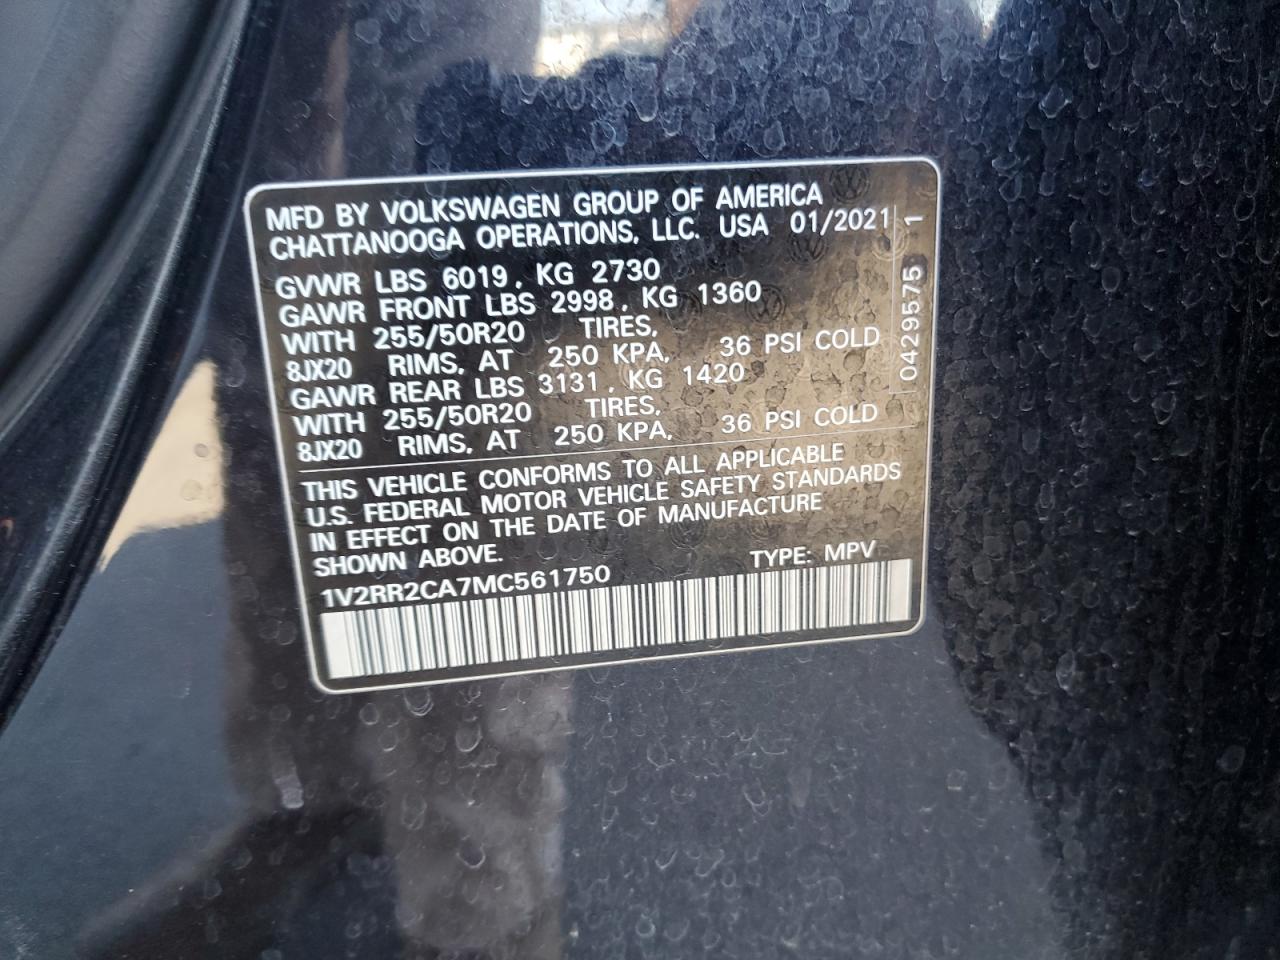 MFD BY VOLKSWAGEN GROUP OF AMERICA
CHATTANOOGA OPERATIONS, LLC. USA 01/2021
GVWR LBS 6019, KG 2730
GAWR FRONT LBS 2998, KG 1360
WITH 255/50R20 TIRES,
8JX20 RIMS, AT 250 KPA, 36 PSI COLD
GAWR REAR LBS 3131, KG 1420
WITH 255/50R20 TIRES,
8JX20 RIMS, AT 250 KPA, 36 PSI COLD
THIS VEHICLE CONFORMS TO ALL APPLICABLE
U.S. FEDERAL MOTOR VEHICLE SAFETY STANDARDS
IN EFFECT ON THE DATE OF MANUFACTURE
SHOWN ABOVE.
1V2RR2CA7MC561750 TYPE: MPV
0429575 1